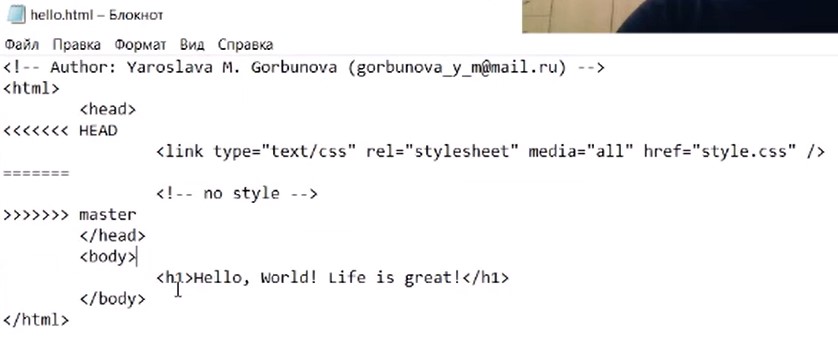 hello.html – Блокнот
Файл Правка Формат Вид Справка
<!-- Author: Yaroslava M. Gorbunova (gorbunova_y_m@mail.ru) -->
<html>
<head>
<<<<<<< HEAD
<link type="text/css" rel="stylesheet" media="all" href="style.css" />
=======
<!-- no style -->
>>>>>>> master
</head>
<body>
<h1>Hello, World! Life is great!</h1>
</body>
</html>